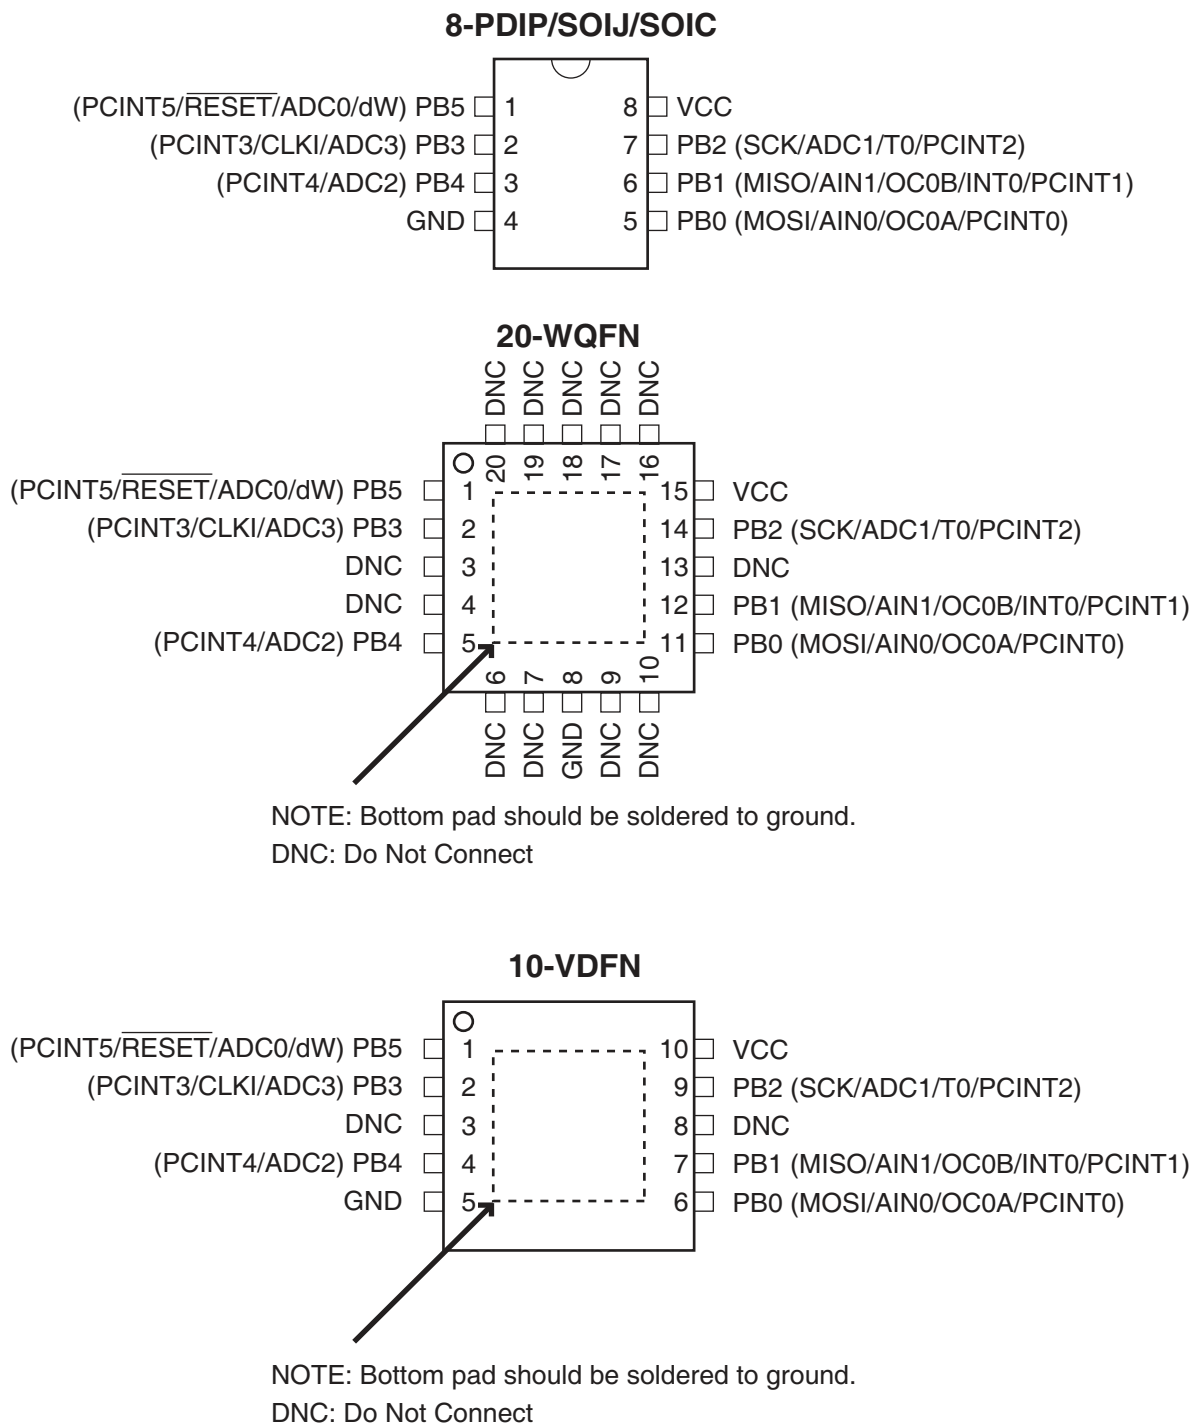 8-PDIP/SOIJ/SOIC
(PCINT5/RESET/ADC0/dW) PB5 1 8 VCC
(PCINT3/CLKI/ADC3) PB3 2 7 PB2 (SCK/ADC1/T0/PCINT2)
(PCINT4/ADC2) PB4 3 6 PB1 (MISO/AIN1/OC0B/INT0/PCINT1)
GND 4 5 PB0 (MOSI/AIN0/OC0A/PCINT0)
20-WQFN
DNC DNC DNC DNC DNC
20 19 18 17 16
(PCINT5/RESET/ADC0/dW) PB5 1 15 VCC
(PCINT3/CLKI/ADC3) PB3 2 14 PB2 (SCK/ADC1/T0/PCINT2)
DNC 3 13 DNC
DNC 4 12 PB1 (MISO/AIN1/OC0B/INT0/PCINT1)
(PCINT4/ADC2) PB4 5 11 PB0 (MOSI/AIN0/OC0A/PCINT0)
6 7 8 9 10
DNC DNC GND DNC DNC
NOTE: Bottom pad should be soldered to ground.
DNC: Do Not Connect
10-VDFN
(PCINT5/RESET/ADC0/dW) PB5 1 10 VCC
(PCINT3/CLKI/ADC3) PB3 2 9 PB2 (SCK/ADC1/T0/PCINT2)
DNC 3 8 DNC
(PCINT4/ADC2) PB4 4 7 PB1 (MISO/AIN1/OC0B/INT0/PCINT1)
GND 5 6 PB0 (MOSI/AIN0/OC0A/PCINT0)
NOTE: Bottom pad should be soldered to ground.
DNC: Do Not Connect